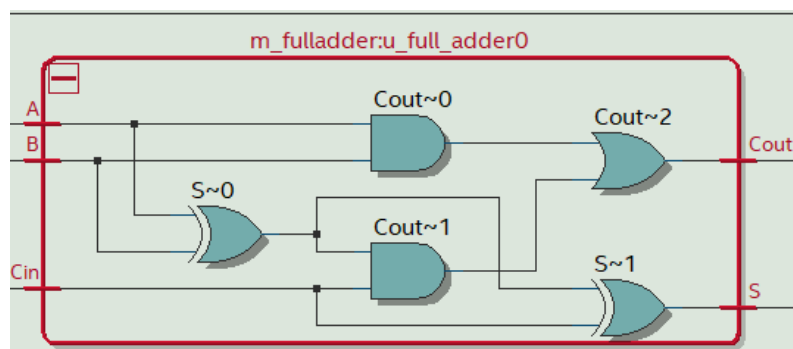 m_fulladder:u_full_adder0
A
Cout~0
Cout~2
B
Cout
S~0
Cout~1
Cin
S~1
S